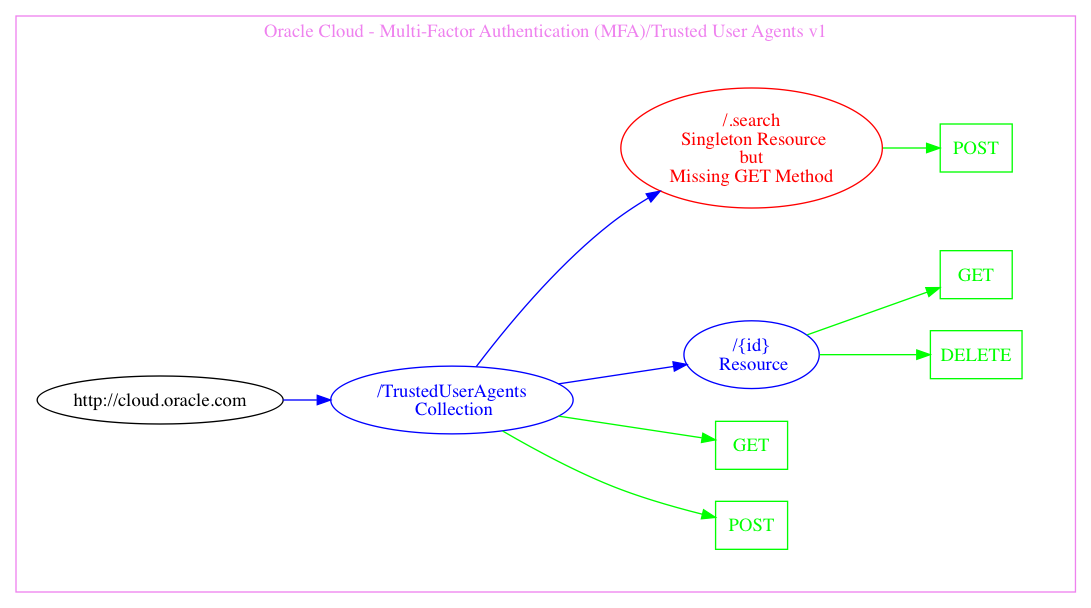 Oracle Cloud - Multi-Factor Authentication (MFA)/Trusted User Agents v1
/.search
Singleton Resource
but
Missing GET Method
POST
GET
/{id}
Resource
DELETE
http://cloud.oracle.com
/TrustedUserAgents
Collection
GET
POST